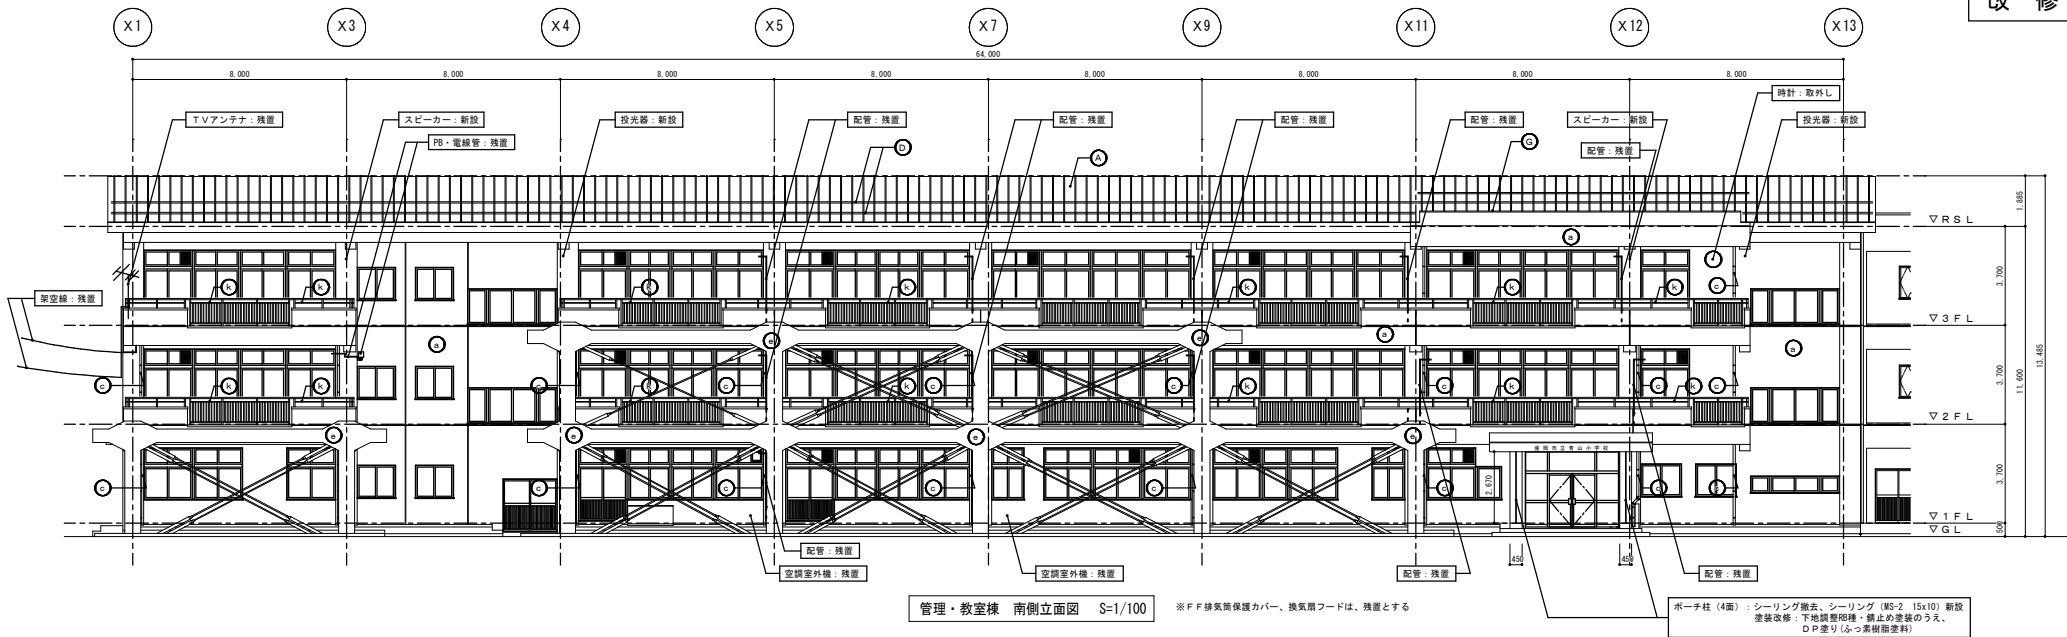 改 修
X1 X3 X4 X5 X7 X9 X11 X12 X13
64,000
8,000 8,000 8,000 8,000 8,000 8,000 8,000 8,000
時計：取外し
TVアンテナ：残置 スピーカー：新設 投光器：新設 配管：残置 配管：残置 配管：残置 配管：残置 スピーカー：新設 投光器：新設
PB・電線管：残置 D A G 配管：残置
1,885
▽RSL
a
k k k k k k k c
3,700
架空線：残置
▽3FL
a e e a a
13,485
c k k c k c k c c k c k c k c
3,700
11,600
▽2FL
e e e e
盛岡市立青山小学校
c c c c c c c c
2,670
3,700
▽1FL
▽GL
500
配管：残置
450 450
空調室外機：残置 空調室外機：残置 配管：残置 配管：残置
管理・教室棟 南側立面図 S=1/100
※FF排気筒保護カバー、換気扇フードは、残置とする
ポーチ柱（4面）：シーリング撤去、シーリング（MS-2 15x10）新設
塗装改修：下地調整RB種・錆止め塗装のうえ、
DP塗り(ふっ素樹脂塗料)